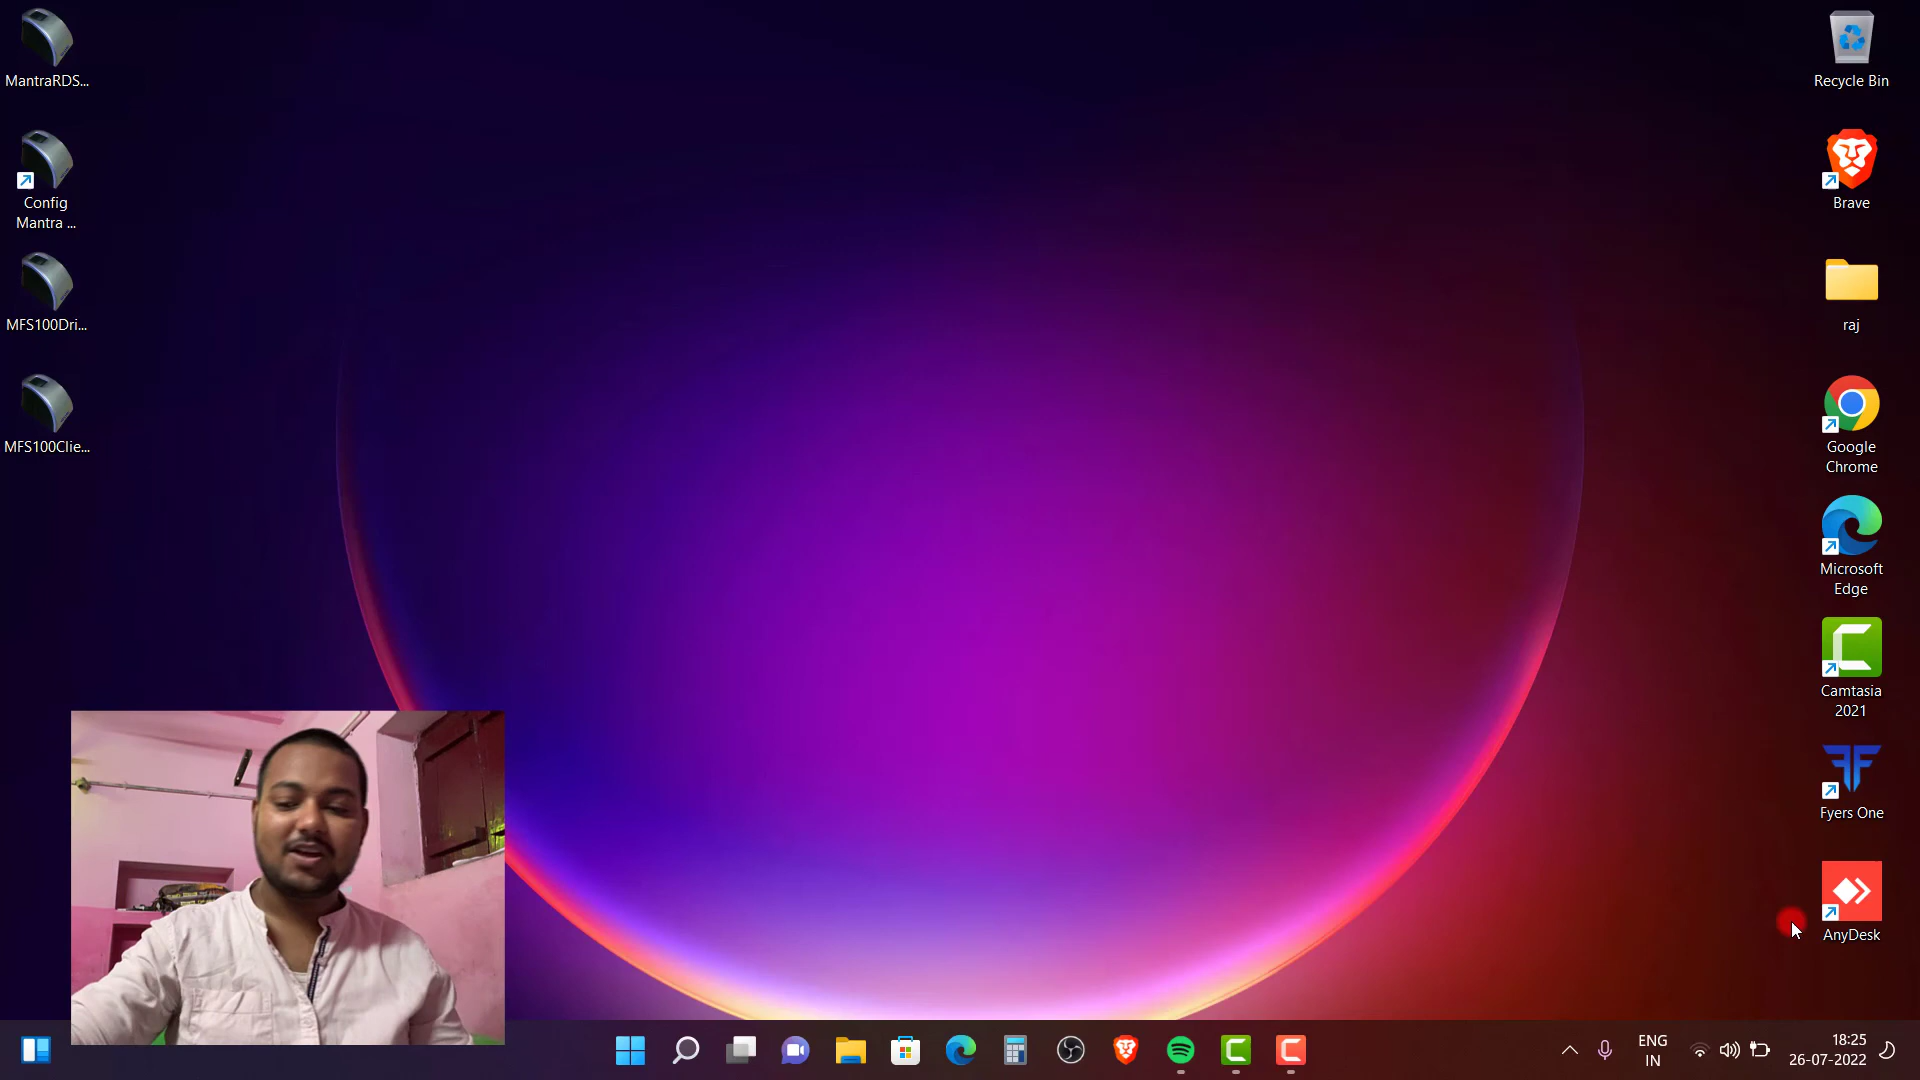 MantraRDS...
Config
Mantra ...
MFS100Dri...
MFS100Clie...
Recycle Bin
Brave
raj
Google
Chrome
Microsoft
Edge
Camtasia
2021
Fyers One
AnyDesk
ENG
IN
18:25
26-07-2022